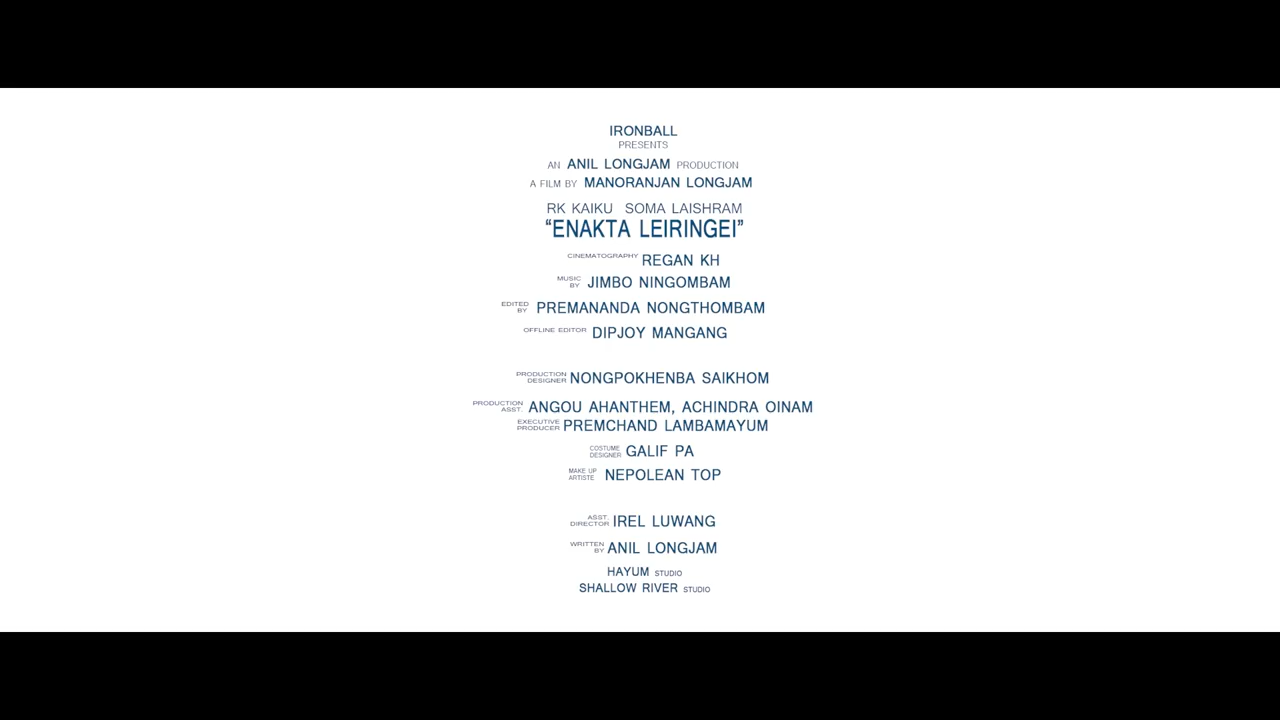 IRONBALL
PRESENTS
AN ANIL LONGJAM PRODUCTION
A FILM BY MANORANJAN LONGJAM
RK KAIKU SOMA LAISHRAM
“ENAKTA LEIRINGEI”
CINEMATOGRAPHY REGAN KH
MUSIC BY JIMBO NINGOMBAM
EDITED BY PREMANANDA NONGTHOMBAM
OFFLINE EDITOR DIPJOY MANGANG
PRODUCTION DESIGNER NONGPOKHENBA SAIKHOM
PRODUCTION ASST. ANGOU AHANTHEM, ACHINDRA OINAM
EXECUTIVE PRODUCER PREMCHAND LAMBAMAYUM
COSTUME DESIGNER GALIF PA
MAKE UP ARTISTE NEPOLEAN TOP
ASST. DIRECTOR IREL LUWANG
WRITTEN BY ANIL LONGJAM
HAYUM STUDIO
SHALLOW RIVER STUDIO